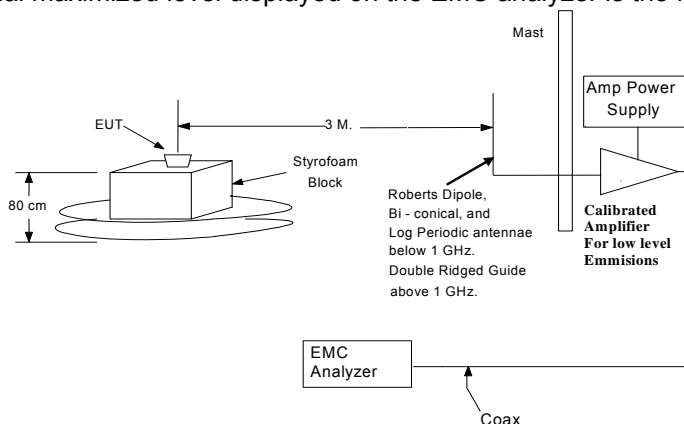 Mast
Amp Power
Supply
EUT
3 M.
Styrofoam
Block
80 cm
Roberts Dipole,
Bi - conical, and
Log Periodic antennae
below 1 GHz.
Double Ridged Guide
above 1 GHz.
Calibrated
Amplifier
For low level
Emmisions
EMC
Analyzer
Coax